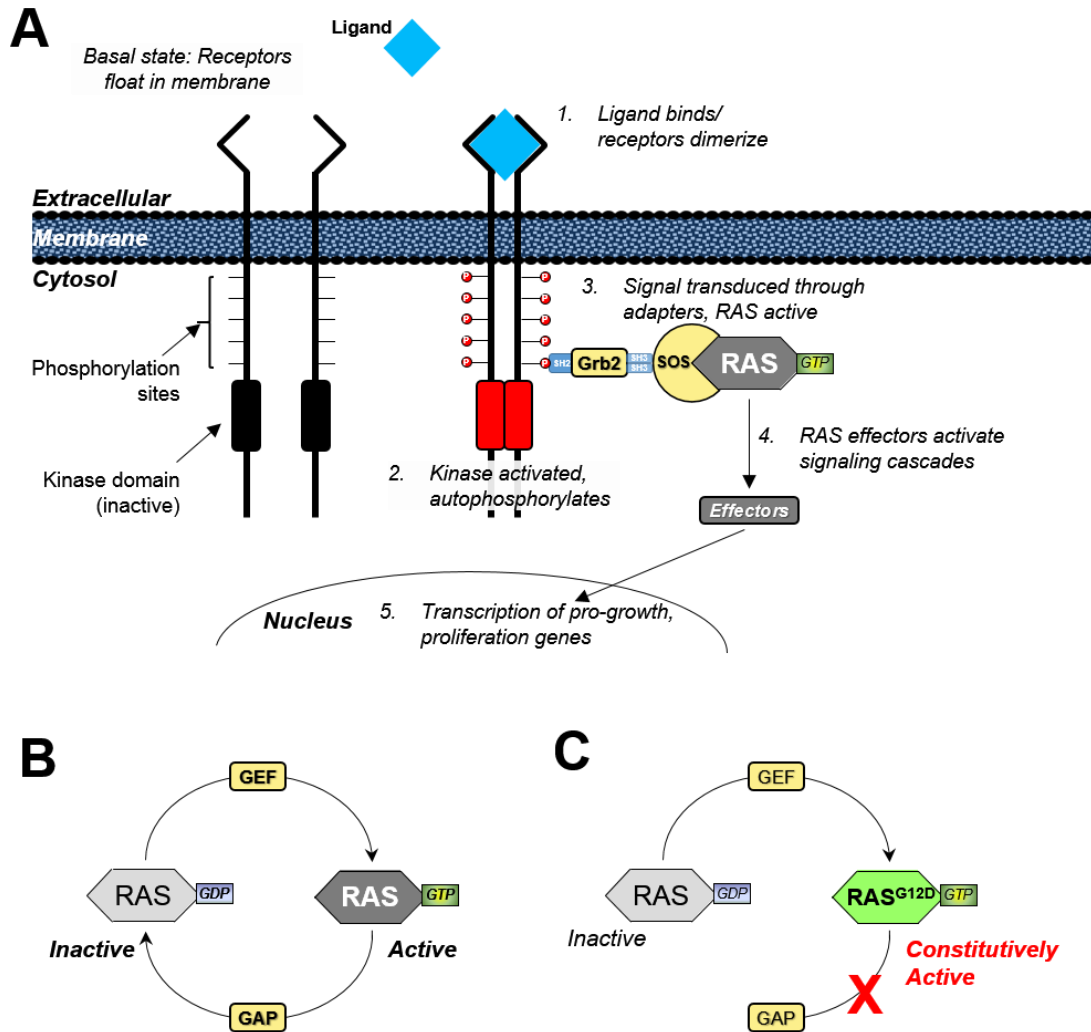 A
Ligand
Basal state: Receptors
float in membrane
1. Ligand binds/
receptors dimerize
Extracellular
Membrane
Cytosol
P P
P P
P P
P P
P P
3. Signal transduced through
adapters, RAS active
Phosphorylation
sites
SH2 Grb2 SH3
SH3
SOS RAS GTP
Kinase domain
(inactive)
2. Kinase activated,
autophosphorylates
4. RAS effectors activate
signaling cascades
Effectors
Nucleus
5. Transcription of pro-growth,
proliferation genes
B
GEF
RAS GDP
RAS GTP
Inactive
Active
GAP
C
GEF
RAS GDP
RASG12D GTP
Inactive
Constitutively
Active
X
GAP